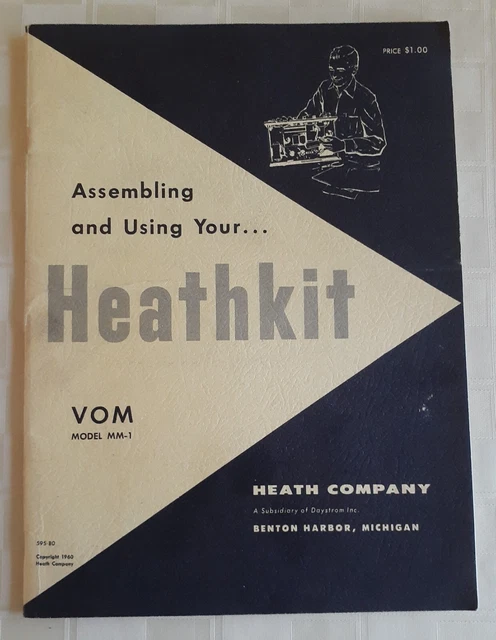 PRICE $1.00
Assembling
and Using Your...
Heathkit
VOM
MODEL MM-1
HEATH COMPANY
A Subsidiary of Daystrom Inc.
BENTON HARBOR, MICHIGAN
595-80
Copyright 1960
Heath Company